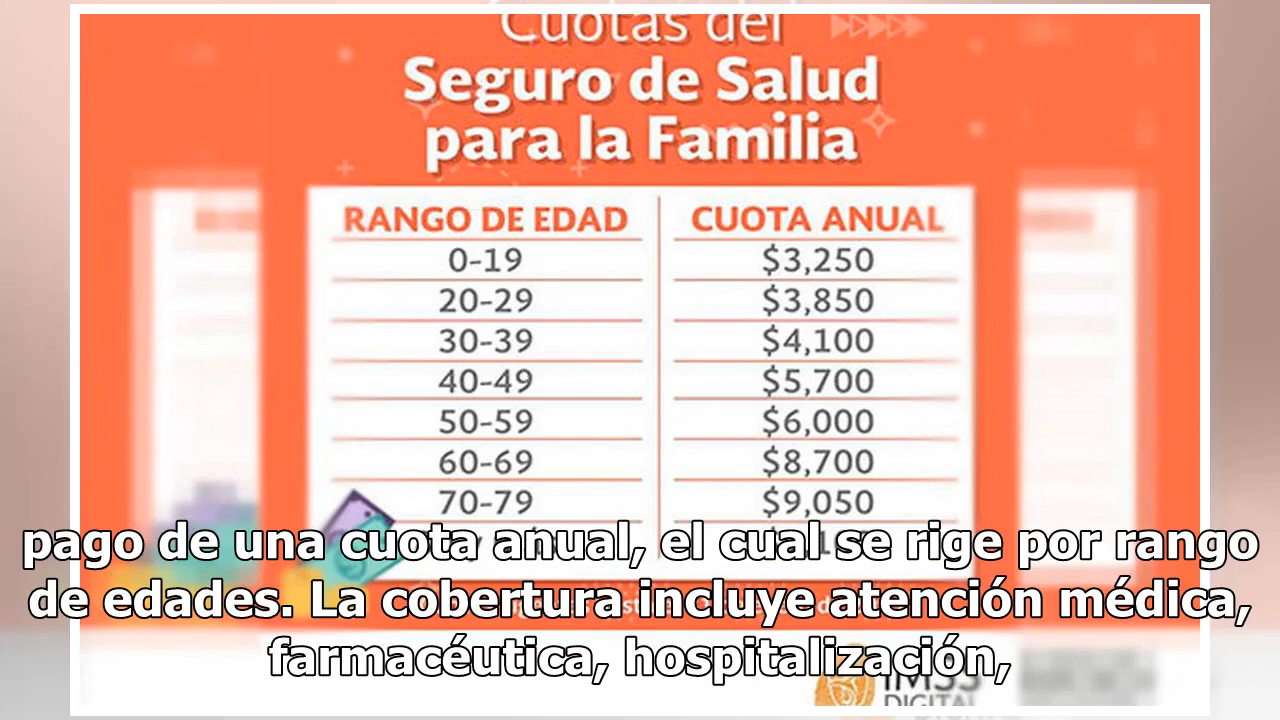 Cuotas del
Seguro de Salud
para la Familia
RANGO DE EDAD CUOTA ANUAL
0-19 $3,250
20-29 $3,850
30-39 $4,100
40-49 $5,700
50-59 $6,000
60-69 $8,700
70-79 $9,050
pago de una cuota anual, el cual se rige por rango
de edades. La cobertura incluye atención médica,
farmacéutica, hospitalización,
IMSS
DIGITAL